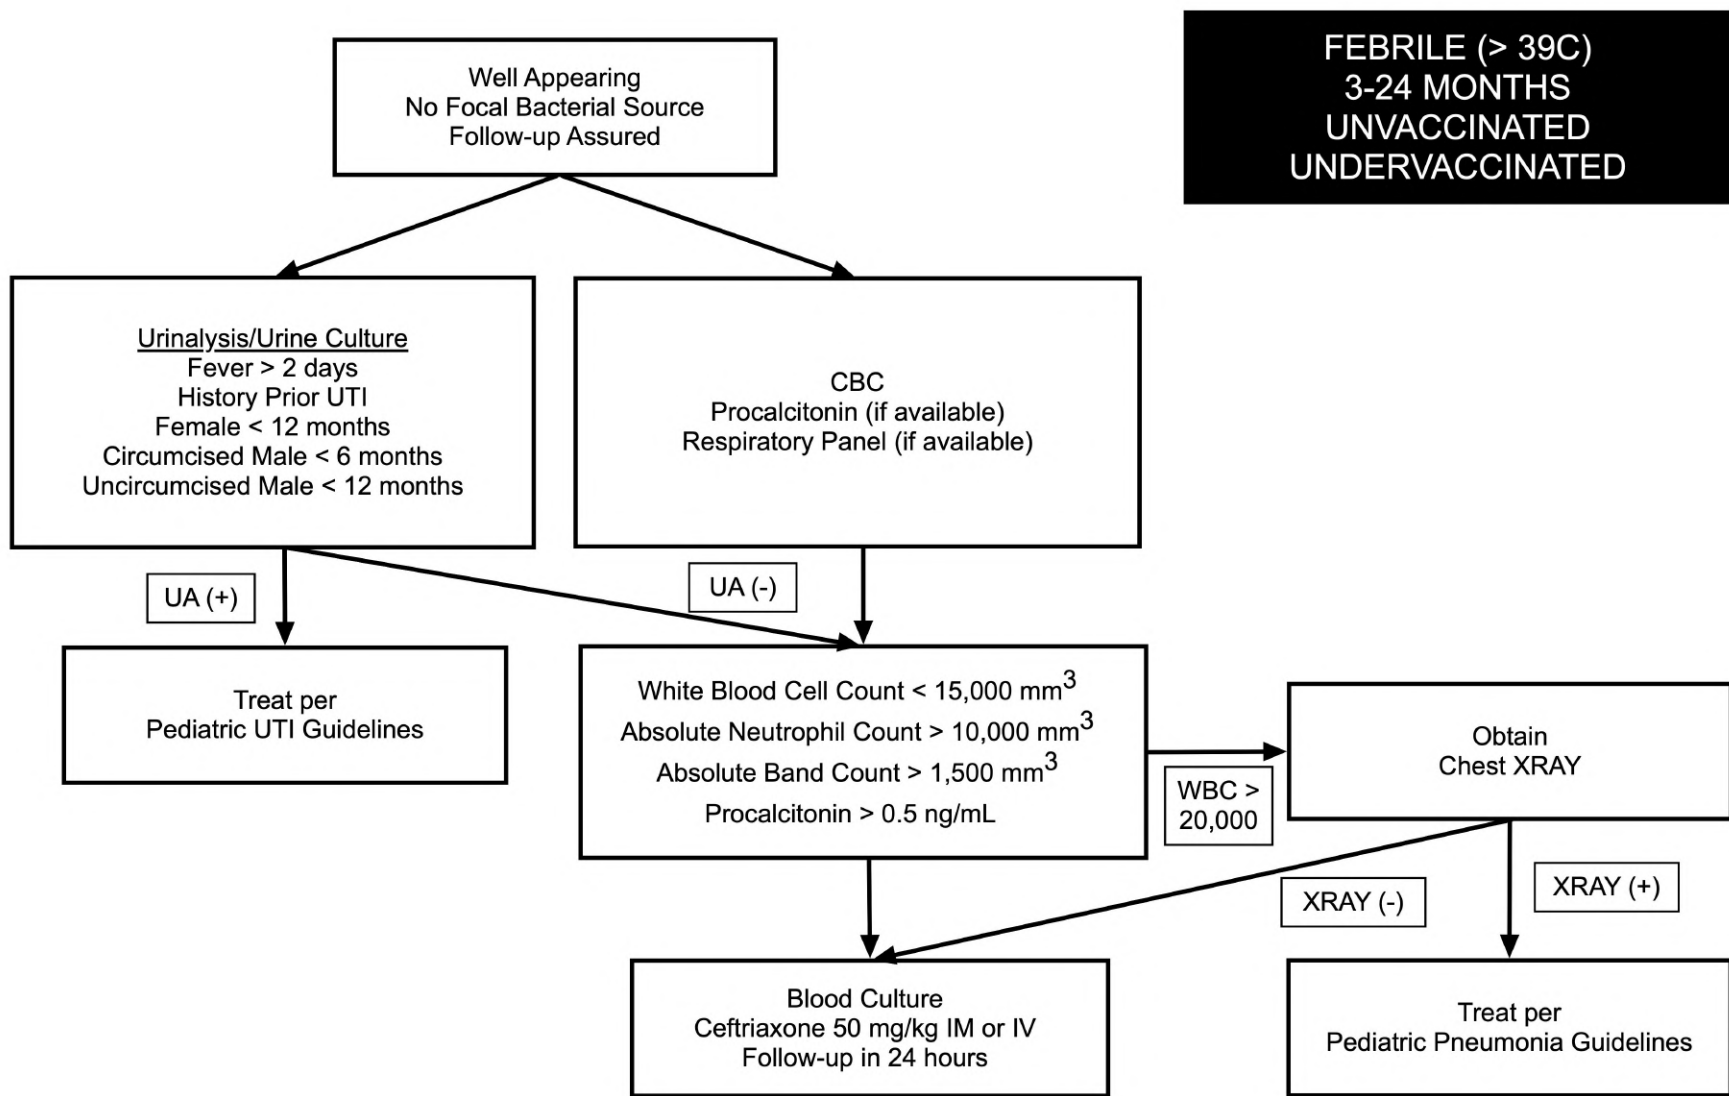 FEBRILE (> 39C)
3-24 MONTHS
UNVACCINATED
UNDERVACCINATED
Well Appearing
No Focal Bacterial Source
Follow-up Assured
Urinalysis/Urine Culture
Fever > 2 days
History Prior UTI
Female < 12 months
Circumcised Male < 6 months
Uncircumcised Male < 12 months
CBC
Procalcitonin (if available)
Respiratory Panel (if available)
UA (+)
UA (-)
Treat per
Pediatric UTI Guidelines
White Blood Cell Count < 15,000 mm³
Absolute Neutrophil Count > 10,000 mm³
Absolute Band Count > 1,500 mm³
Procalcitonin > 0.5 ng/mL
WBC >
20,000
Obtain
Chest XRAY
XRAY (-)
XRAY (+)
Blood Culture
Ceftriaxone 50 mg/kg IM or IV
Follow-up in 24 hours
Treat per
Pediatric Pneumonia Guidelines